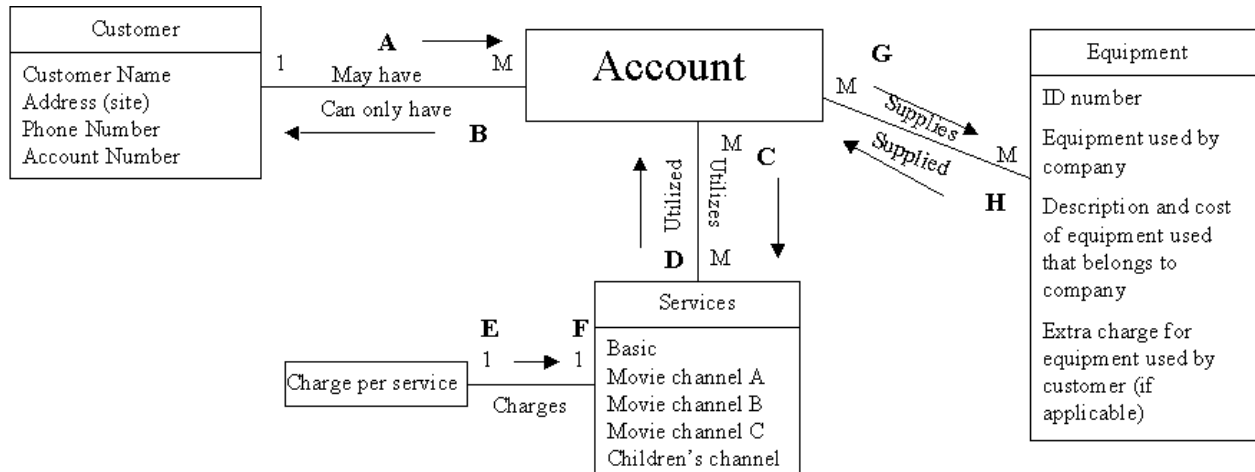 Customer
Customer Name
Address (site)
Phone Number
Account Number
A
1
M
May have
Can only have
B
Account
G
M
Supplies
Supplied
M
H
Equipment
ID number
Equipment used by
company
Description and cost
of equipment used
that belongs to
company
Extra charge for
equipment used by
customer (if
applicable)
M
C
Utilized
Utilizes
D
M
Services
Basic
Movie channel A
Movie channel B
Movie channel C
Children's channel
E
F
1
1
Charge per service
Charges